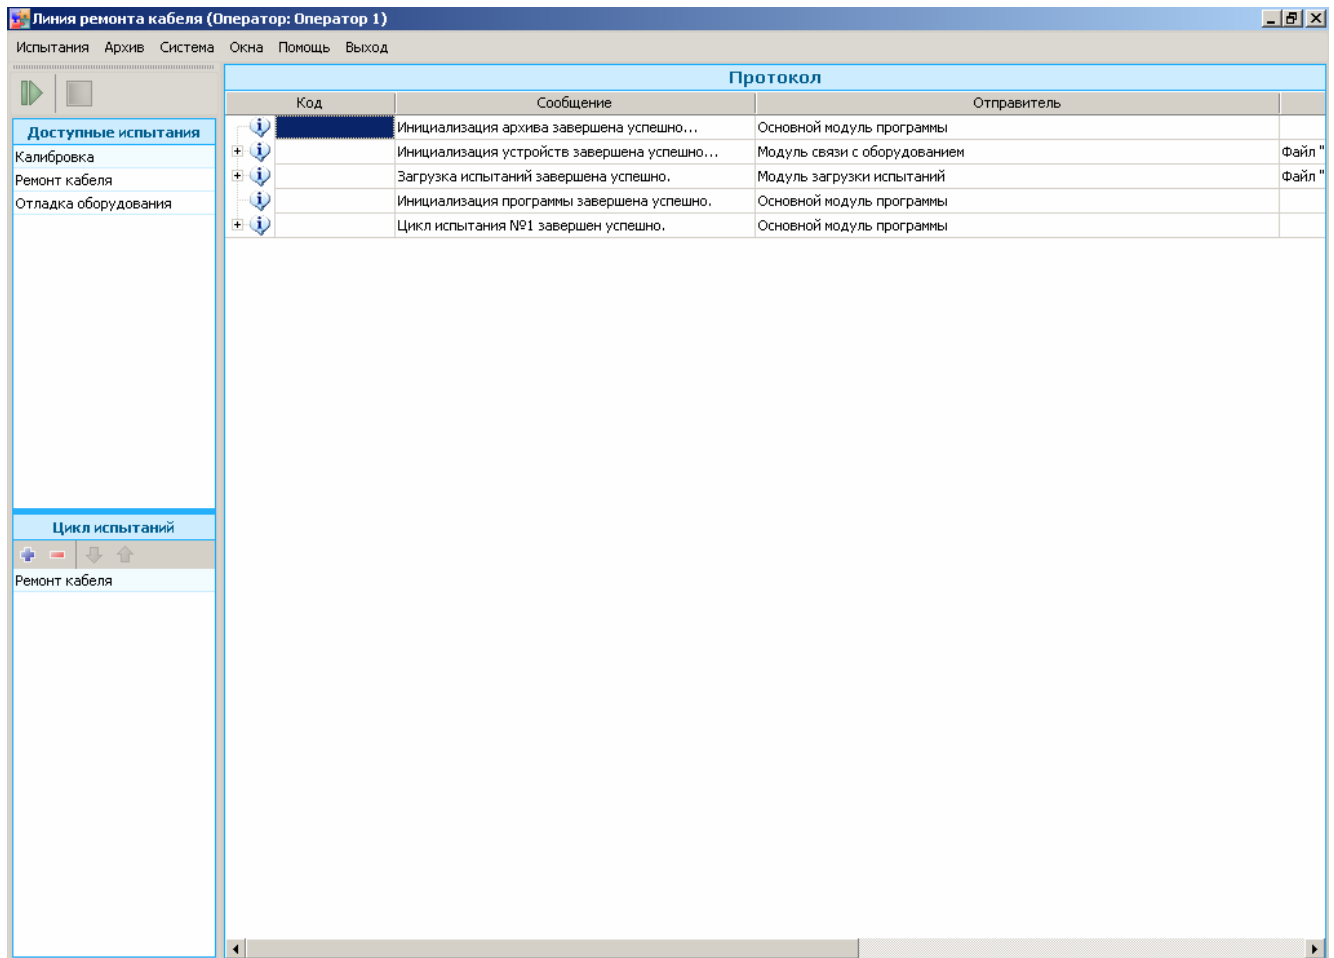 Линия ремонта кабеля (Оператор: Оператор 1)
Испытания Архив Система Окна Помощь Выход
Доступные испытания
Калибровка
Ремонт кабеля
Отладка оборудования
Цикл испытаний
Ремонт кабеля
Протокол
Код Сообщение Отправитель
Инициализация архива завершена успешно... Основной модуль программы
Инициализация устройств завершена успешно... Модуль связи с оборудованием Файл "
Загрузка испытаний завершена успешно. Модуль загрузки испытаний Файл "
Инициализация программы завершена успешно. Основной модуль программы
Цикл испытания №1 завершен успешно. Основной модуль программы